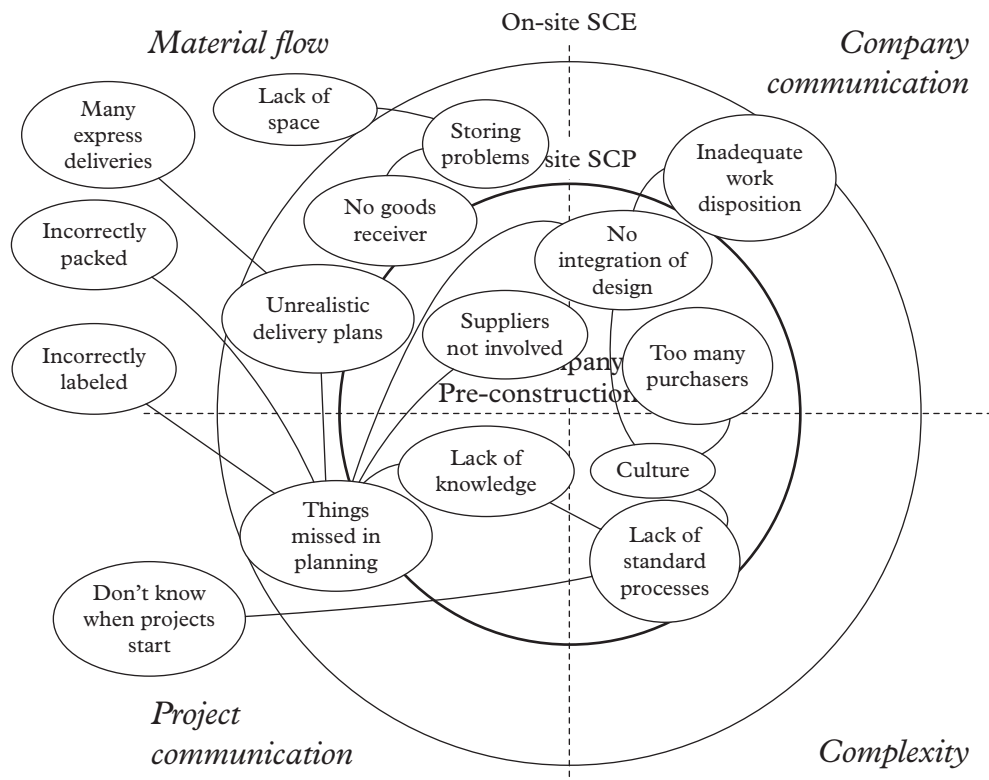 On-site SCE
Material flow
Company
communication
Many
express
deliveries
Lack of
space
Storing
problems
site SCP
Inadequate
work
disposition
No goods
receiver
Incorrectly
packed
No
integration of
design
Unrealistic
delivery plans
Suppliers
not involved
Too many
purchasers
pany
Pre-construction
Incorrectly
labeled
Lack of
knowledge
Culture
Things
missed in
planning
Lack of
standard
processes
Don’t know
when projects
start
Project
communication
Complexity